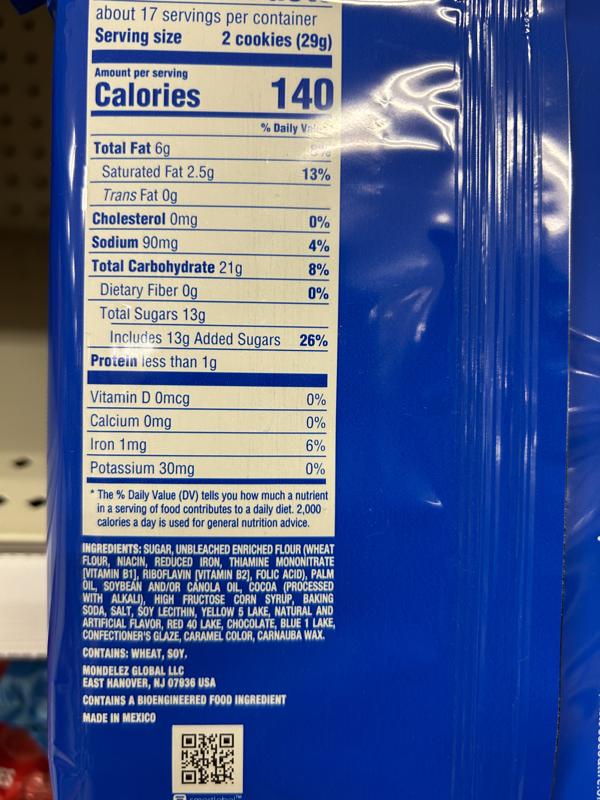 about 17 servings per container
Serving size 2 cookies (29g)
Amount per serving
Calories 140
% Daily
Total Fat 6g 8%
Saturated Fat 2.5g 13%
Trans Fat 0g
Cholesterol 0mg 0%
Sodium 90mg 4%
Total Carbohydrate 21g 8%
Dietary Fiber 0g 0%
Total Sugars 13g
Includes 13g Added Sugars 26%
Protein less than 1g
Vitamin D 0mcg 0%
Calcium 0mg 0%
Iron 1mg 6%
Potassium 30mg 0%
* The % Daily Value (DV) tells you how much a nutrient
in a serving of food contributes to a daily diet. 2,000
calories a day is used for general nutrition advice.
INGREDIENTS: SUGAR, UNBLEACHED ENRICHED FLOUR (WHEAT
FLOUR, NIACIN, REDUCED IRON, THIAMINE MONONITRATE
[VITAMIN B1], RIBOFLAVIN [VITAMIN B2], FOLIC ACID), PALM
OIL, SOYBEAN AND/OR CANOLA OIL, COCOA (PROCESSED
WITH ALKALI), HIGH FRUCTOSE CORN SYRUP, BAKING
SODA, SALT, SOY LECITHIN, YELLOW 5 LAKE, NATURAL AND
ARTIFICIAL FLAVOR, RED 40 LAKE, CHOCOLATE, BLUE 1 LAKE,
CONFECTIONER'S GLAZE, CARAMEL COLOR, CARNAUBA WAX.
CONTAINS: WHEAT, SOY.
MONDELEZ GLOBAL LLC
EAST HANOVER, NJ 07936 USA
CONTAINS A BIOENGINEERED FOOD INGREDIENT
MADE IN MEXICO